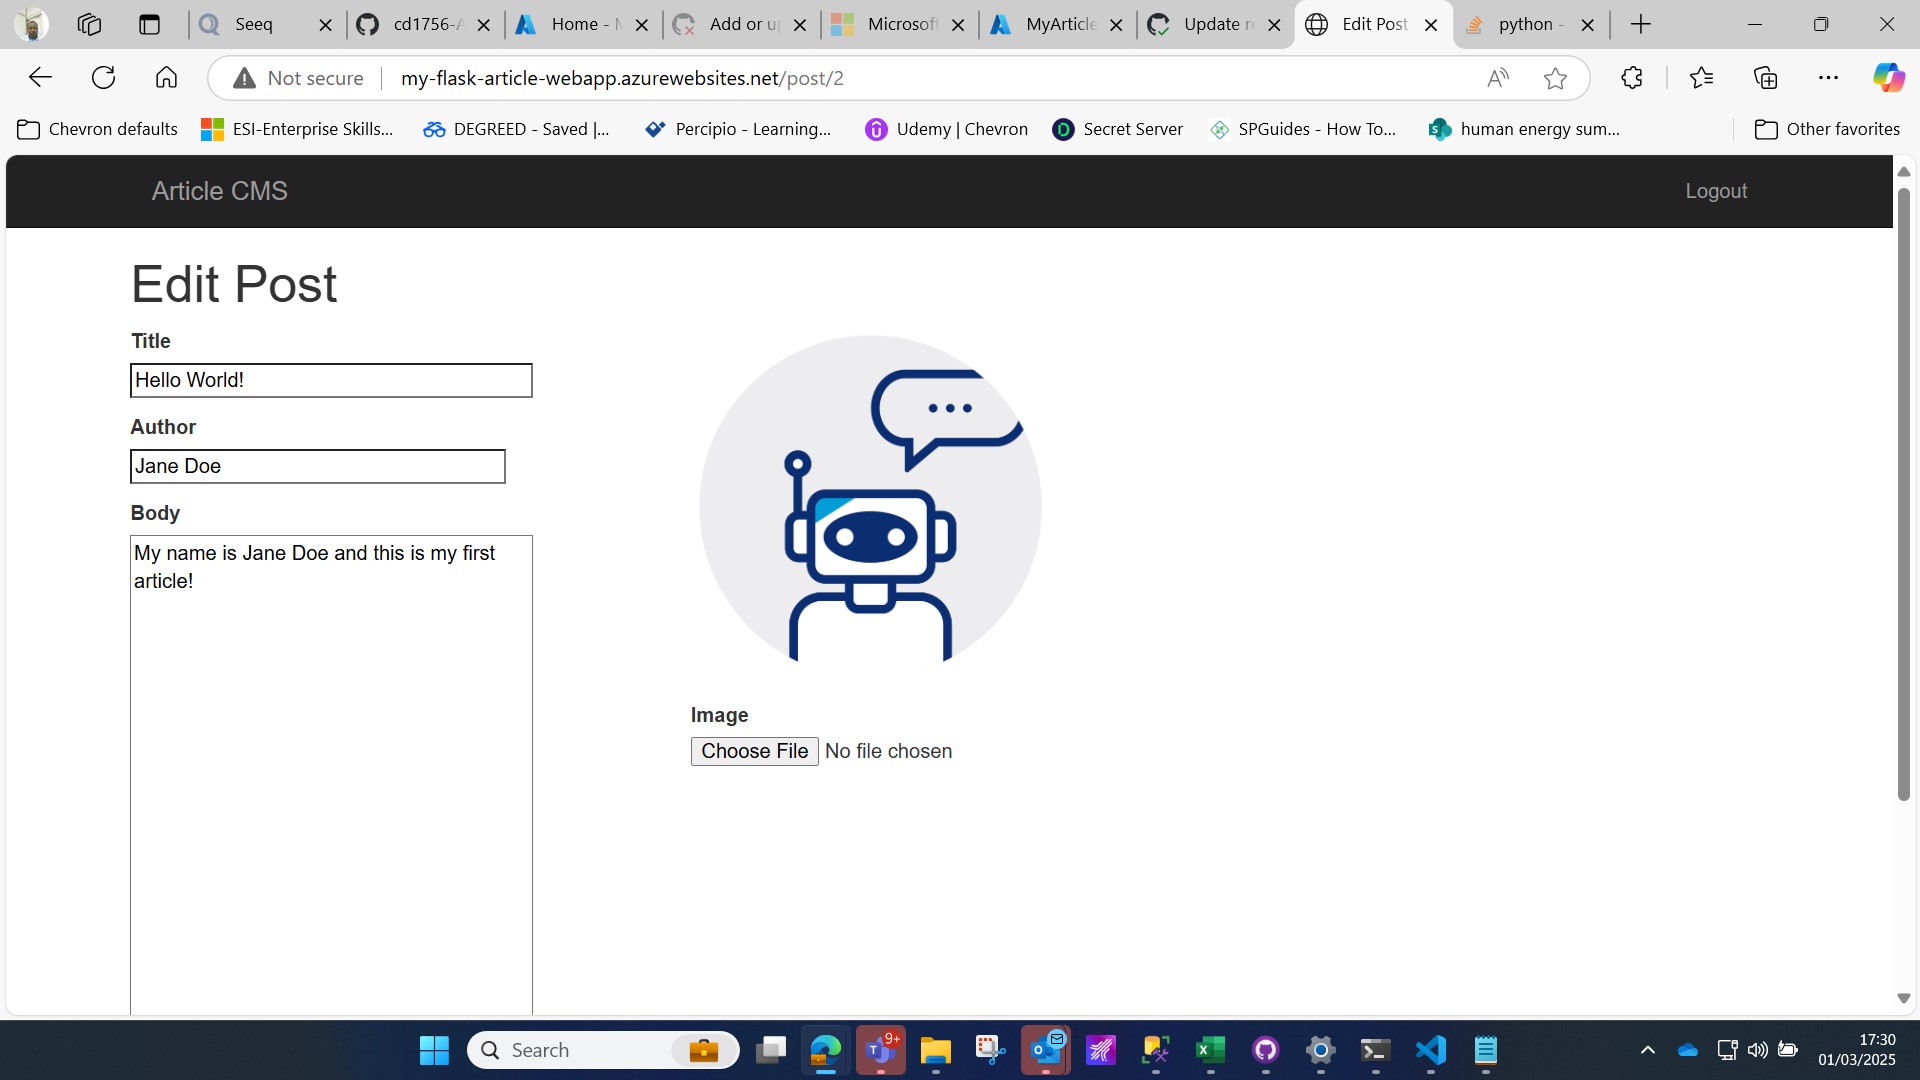 Seeq
cd1756-A
Home - M
Add or up
Microsoft
MyArticle
Update re
Edit Post
python -
Not secure
my-flask-article-webapp.azurewebsites.net/post/2
Chevron defaults
ESI-Enterprise Skills...
DEGREED - Saved |...
Percipio - Learning...
Udemy | Chevron
Secret Server
SPGuides - How To...
human energy sum...
Other favorites
Article CMS
Logout
Edit Post
Title
Hello World!
Author
Jane Doe
Body
My name is Jane Doe and this is my first
article!
Image
Choose File No file chosen
Search
9+
17:30
01/03/2025